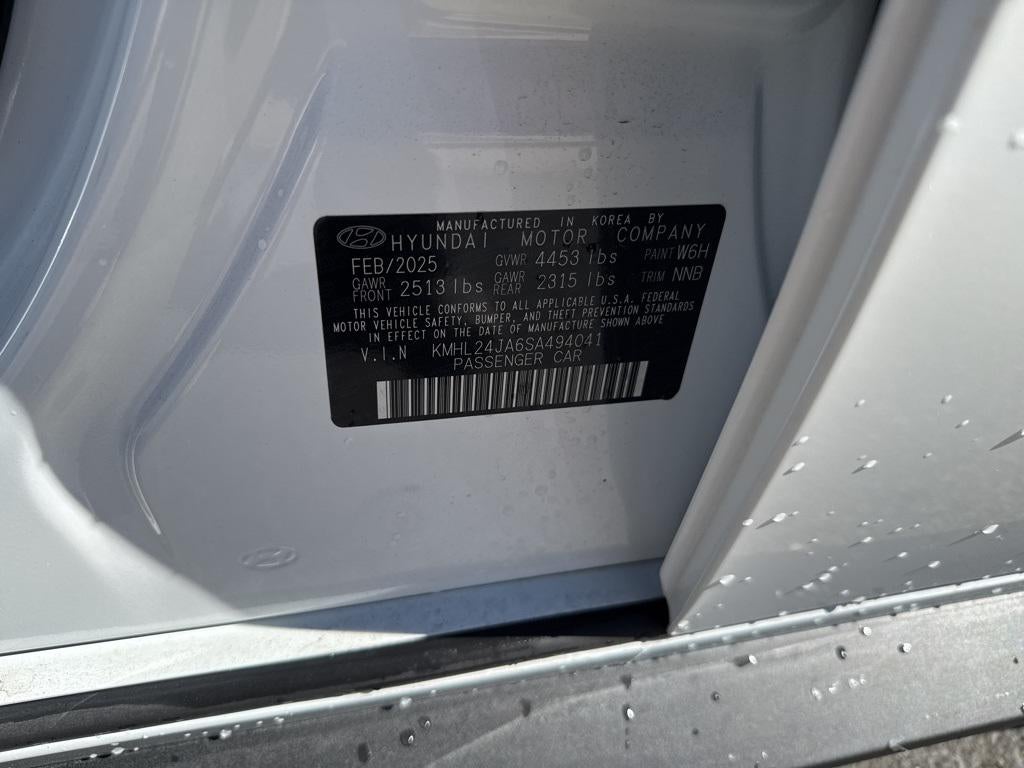 MANUFACTURED IN KOREA BY
HYUNDAI MOTOR COMPANY
FEB/2025 GVWR 4453 lbs PAINT W6H
GAWR FRONT 2513 lbs GAWR REAR 2315 lbs TRIM NNB
THIS VEHICLE CONFORMS TO ALL APPLICABLE U.S.A. FEDERAL
MOTOR VEHICLE SAFETY, BUMPER, AND THEFT PREVENTION STANDARDS
IN EFFECT ON THE DATE OF MANUFACTURE SHOWN ABOVE
V.I.N KMHL24JA6SA494041
PASSENGER CAR